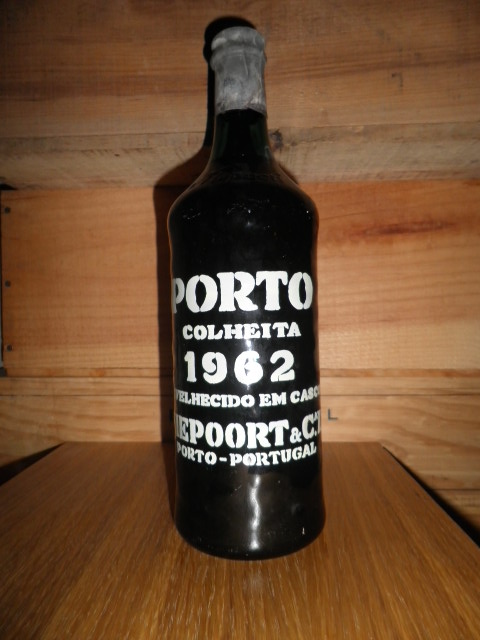 PORTO
COLHEITA
1962
VELHECIDO EM CASC
IEPOORT & C.
PORTO-PORTUGAL
L